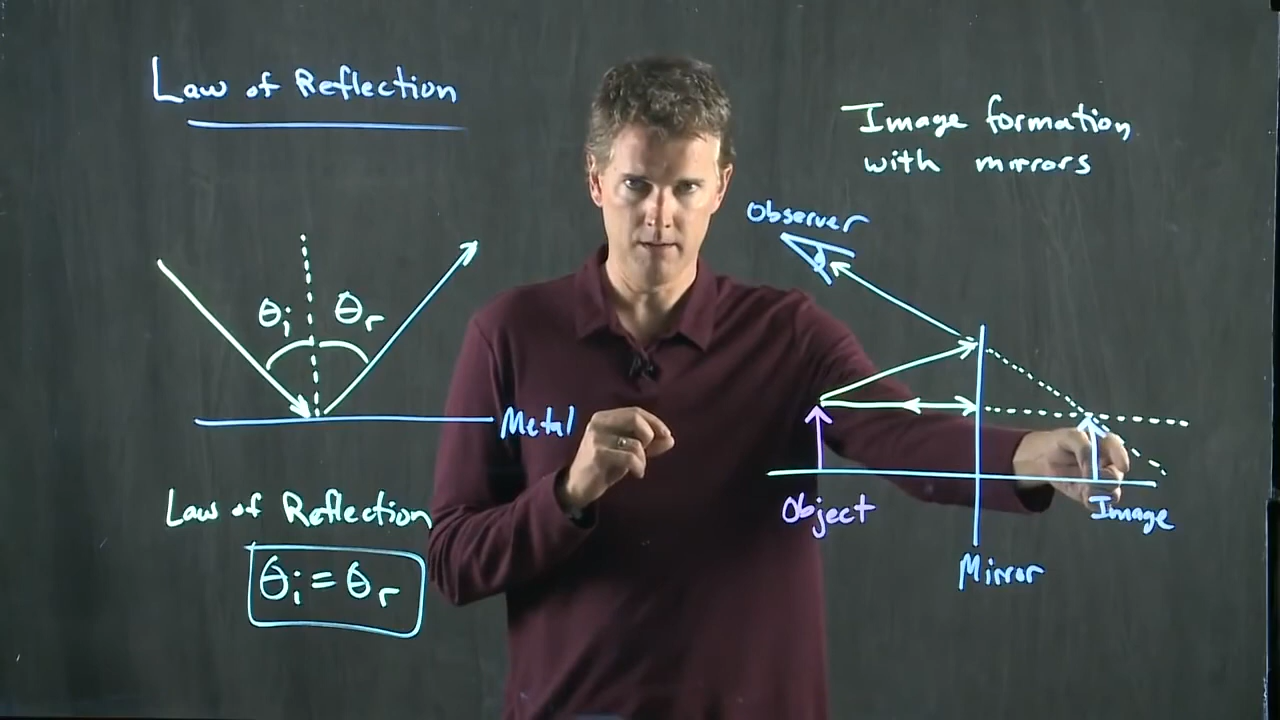 Law of Reflection
θi θr
Metal
Law of Reflection
θi = θr
Image formation
with mirrors
Observer
Object
Image
Mirror